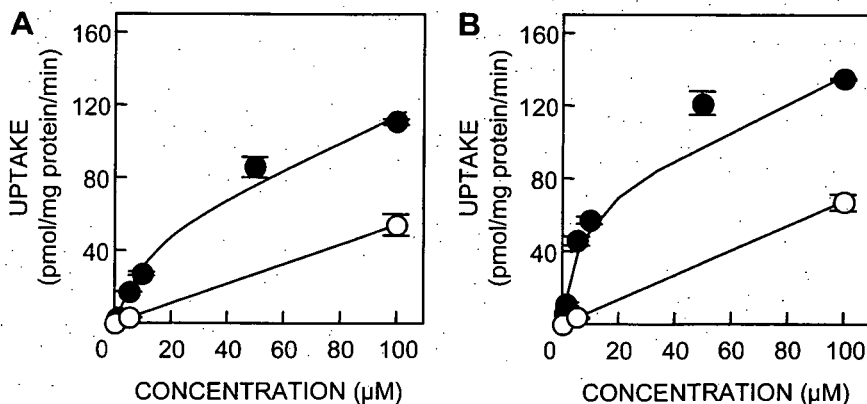 A
160
120
80
40
0 20 40 60 80 100
UPTAKE
(pmol/mg protein/min)
CONCENTRATION (µM)
B
160
120
80
40
0 20 40 60 80 100
UPTAKE
(pmol/mg protein/min)
CONCENTRATION (µM)